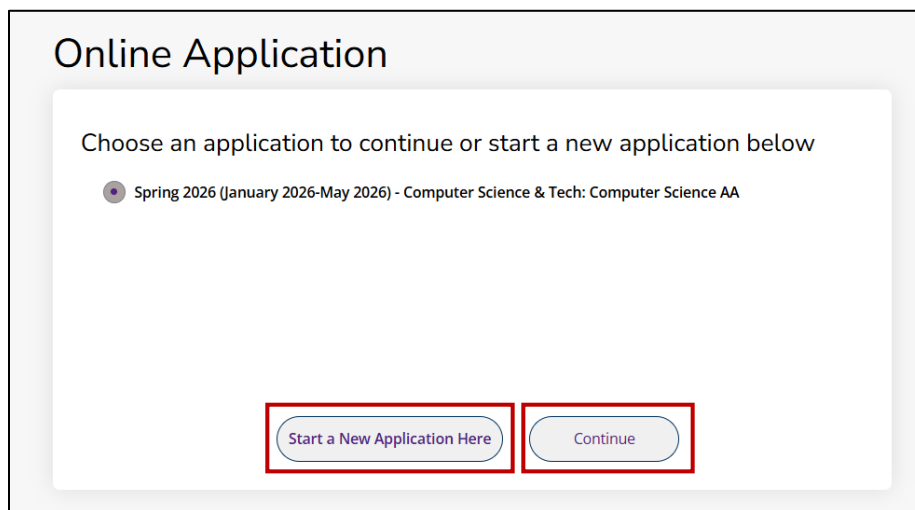 Online Application
Choose an application to continue or start a new application below
Spring 2026 (January 2026-May 2026) - Computer Science & Tech: Computer Science AA
Start a New Application Here
Continue